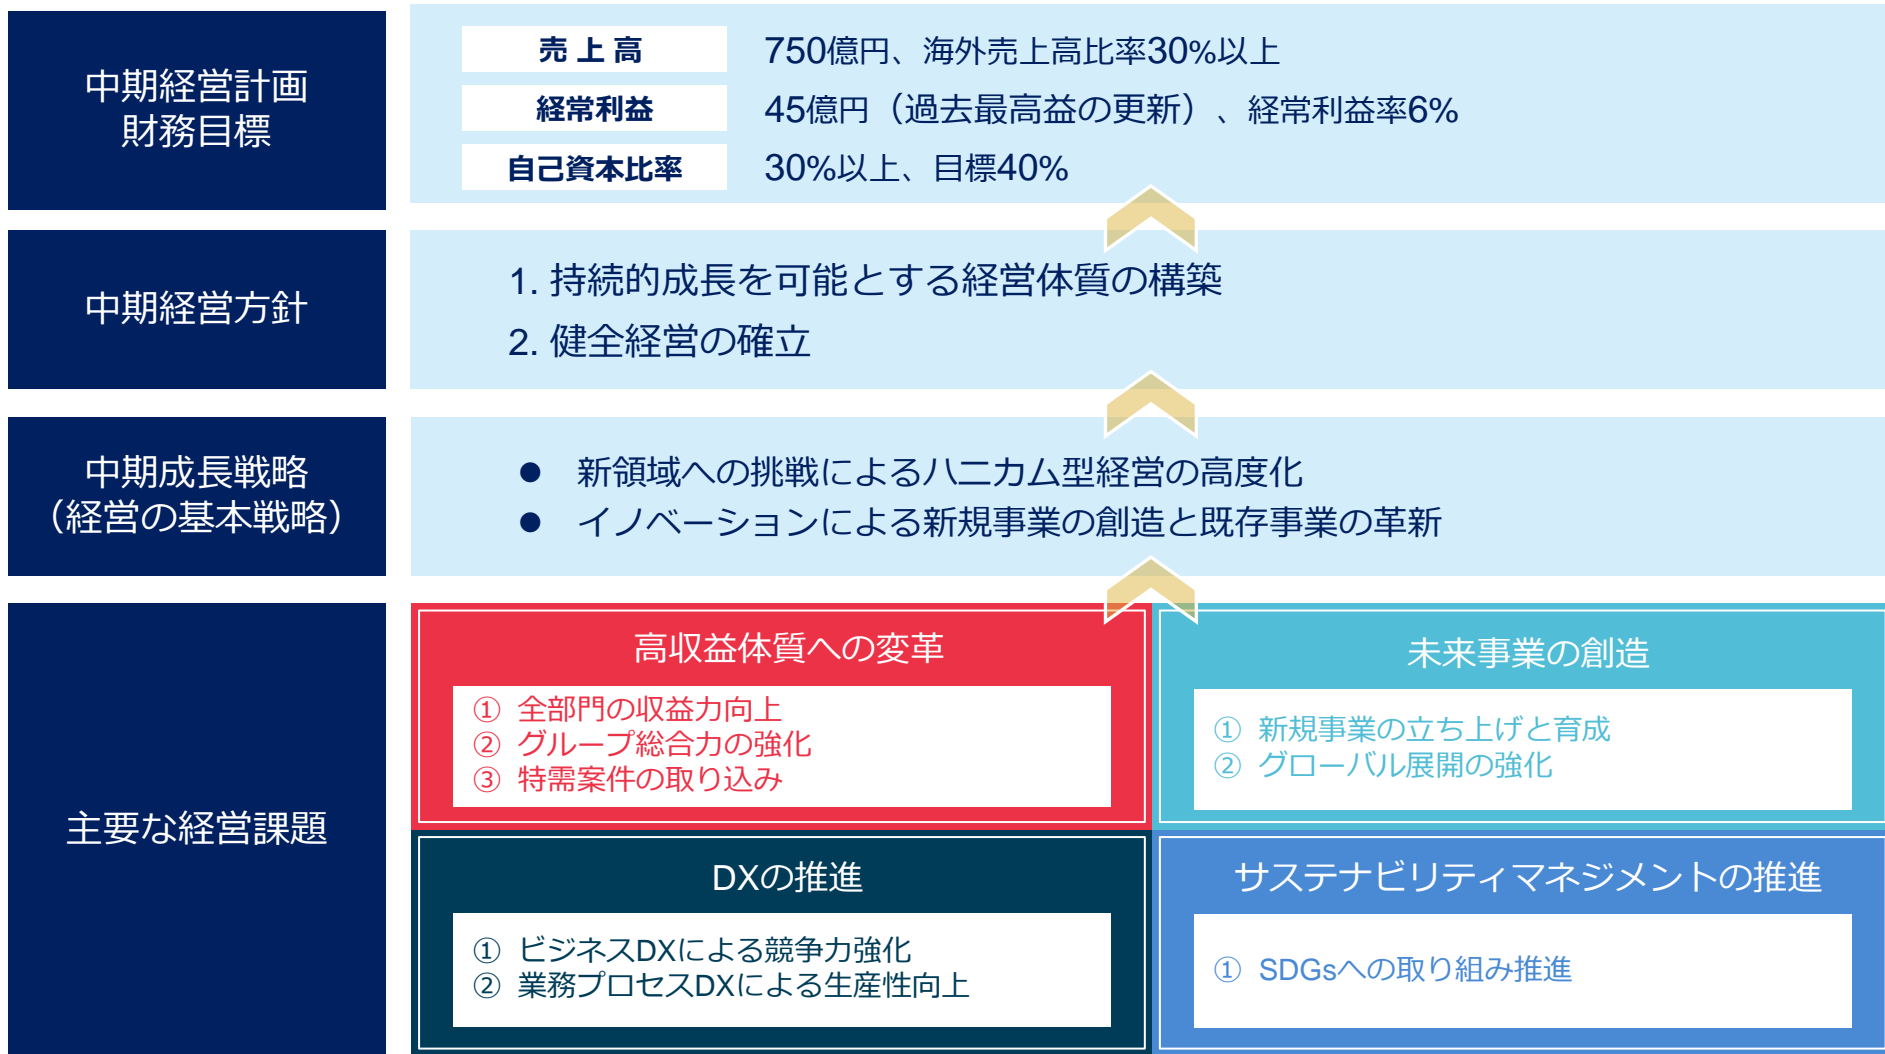 中期経営計画
財務目標
売上高
750億円、海外売上高比率30%以上
経常利益
45億円（過去最高益の更新）、経常利益率6%
自己資本比率
30%以上、目標40%
中期経営方針
1. 持続的成長を可能とする経営体質の構築
2. 健全経営の確立
中期成長戦略
（経営の基本戦略）
● 新領域への挑戦によるハニカム型経営の高度化
● イノベーションによる新規事業の創造と既存事業の革新
主要な経営課題
高収益体質への変革
① 全部門の収益力向上
② グループ総合力の強化
③ 特需案件の取り込み
未来事業の創造
① 新規事業の立ち上げと育成
② グローバル展開の強化
DXの推進
① ビジネスDXによる競争力強化
② 業務プロセスDXによる生産性向上
サステナビリティマネジメントの推進
① SDGsへの取り組み推進